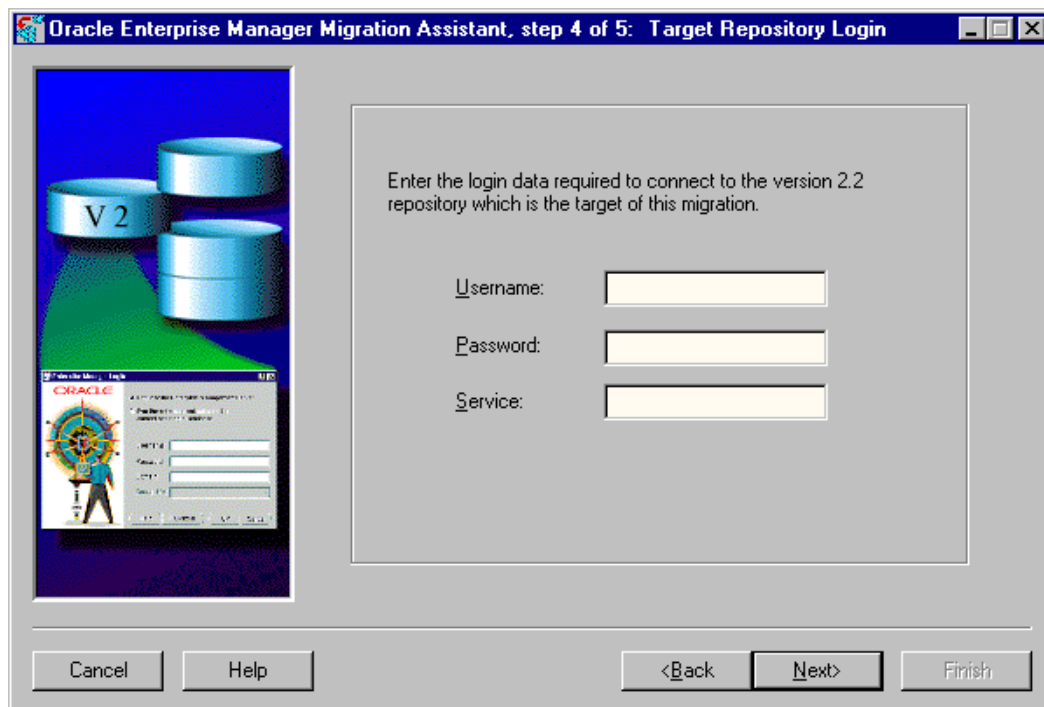 Oracle Enterprise Manager Migration Assistant, step 4 of 5: Target Repository Login
V 2
ORACLE
Enter the login data required to connect to the version 2.2
repository which is the target of this migration.
Username:
Password:
Service:
Cancel
Help
<Back
Next>
Finish